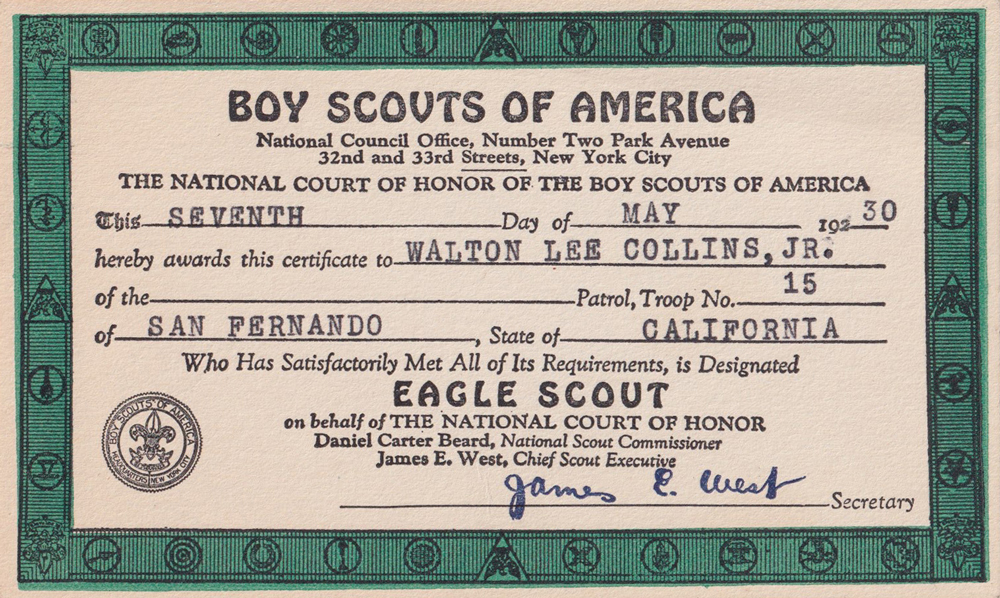 BOY SCOUTS OF AMERICA
National Council Office, Number Two Park Avenue
32nd and 33rd Streets, New York City
THE NATIONAL COURT OF HONOR OF THE BOY SCOUTS OF AMERICA
This SEVENTH Day of MAY 192 30
hereby awards this certificate to WALTON LEE COLLINS, JR.
of the Patrol, Troop No. 15
of SAN FERNANDO, State of CALIFORNIA
Who Has Satisfactorily Met All of Its Requirements, is Designated
EAGLE SCOUT
on behalf of THE NATIONAL COURT OF HONOR
Daniel Carter Beard, National Scout Commissioner
James E. West, Chief Scout Executive
James E. West Secretary
BOY SCOUTS OF AMERICA
HEADQUARTERS NEW YORK CITY